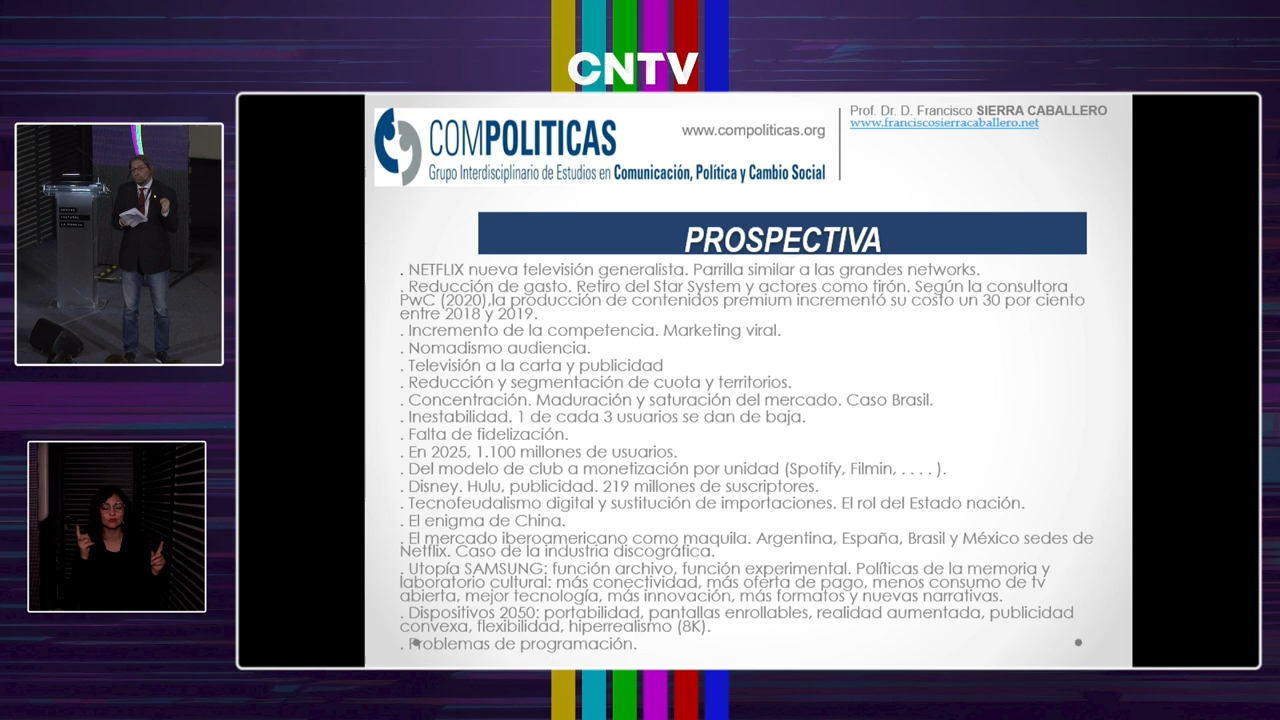 CNTV
COMPOLITICAS
www.compoliticas.org
Grupo Interdisciplinario de Estudios en Comunicación, Política y Cambio Social
Prof. Dr. D. Francisco SIERRA CABALLERO
www.franciscosierracaballero.net
PROSPECTIVA
. NETFLIX nueva televisión generalista. Parrilla similar a las grandes networks.
. Reducción de gasto. Retiro del Star System y actores como tirón. Según la consultora
PwC (2020),la producción de contenidos premium incrementó su costo un 30 por ciento
entre 2018 y 2019.
. Incremento de la competencia. Marketing viral.
. Nomadismo audiencia.
. Televisión a la carta y publicidad
. Reducción y segmentación de cuota y territorios.
. Concentración. Maduración y saturación del mercado. Caso Brasil.
. Inestabilidad. 1 de cada 3 usuarios se dan de baja.
. Falta de fidelización.
. En 2025, 1.100 millones de usuarios.
. Del modelo de club a monetización por unidad (Spotify, Filmin, . . . . ).
. Disney. Hulu, publicidad. 219 millones de suscriptores.
. Tecnofeudalismo digital y sustitución de importaciones. El rol del Estado nación.
. El enigma de China.
. El mercado iberoamericano como maquila. Argentina, España, Brasil y México sedes de
Netflix. Caso de la industria discográfica.
. Utopía SAMSUNG: función archivo, función experimental. Políticas de la memoria y
laboratorio cultural: más conectividad, más oferta de pago, menos consumo de tv
abierta, mejor tecnología, más innovación, más formatos y nuevas narrativas.
. Dispositivos 2050: portabilidad, pantallas enrollables, realidad aumentada, publicidad
convexa, flexibilidad, hiperrealismo (8K).
. Problemas de programación.